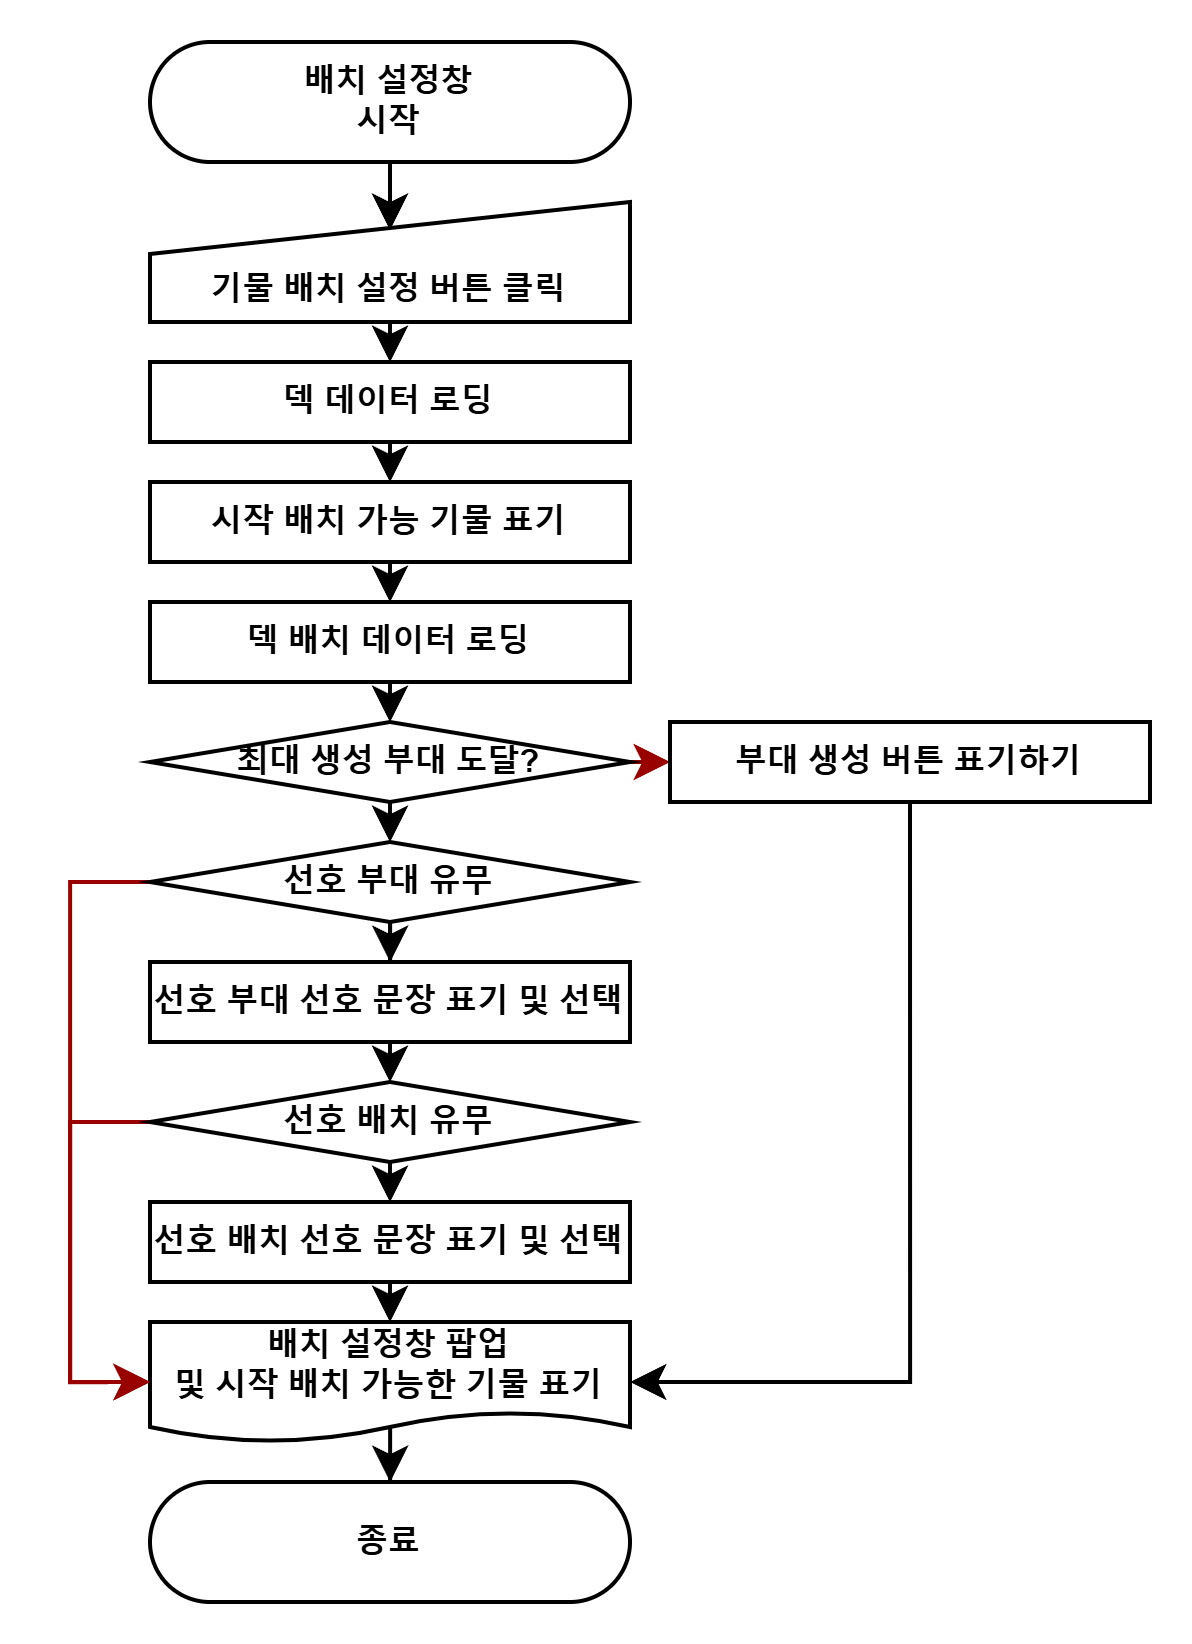 배치 설정창
시작
기물 배치 설정 버튼 클릭
덱 데이터 로딩
시작 배치 가능 기물 표기
덱 배치 데이터 로딩
최대 생성 부대 도달?
부대 생성 버튼 표기하기
선호 부대 유무
선호 부대 선호 문장 표기 및 선택
선호 배치 유무
선호 배치 선호 문장 표기 및 선택
배치 설정창 팝업
및 시작 배치 가능한 기물 표기
종료